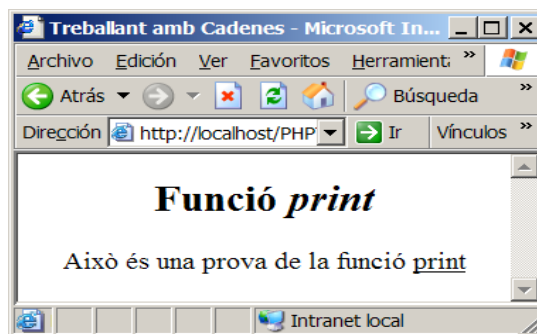 Treballant amb Cadenes - Microsoft In...
Archivo Edición Ver Favoritos Herramient »
Atrás Búsqueda »
Dirección http://localhost/PHP Ir Vínculos »
Funció print
Això és una prova de la funció print
Intranet local